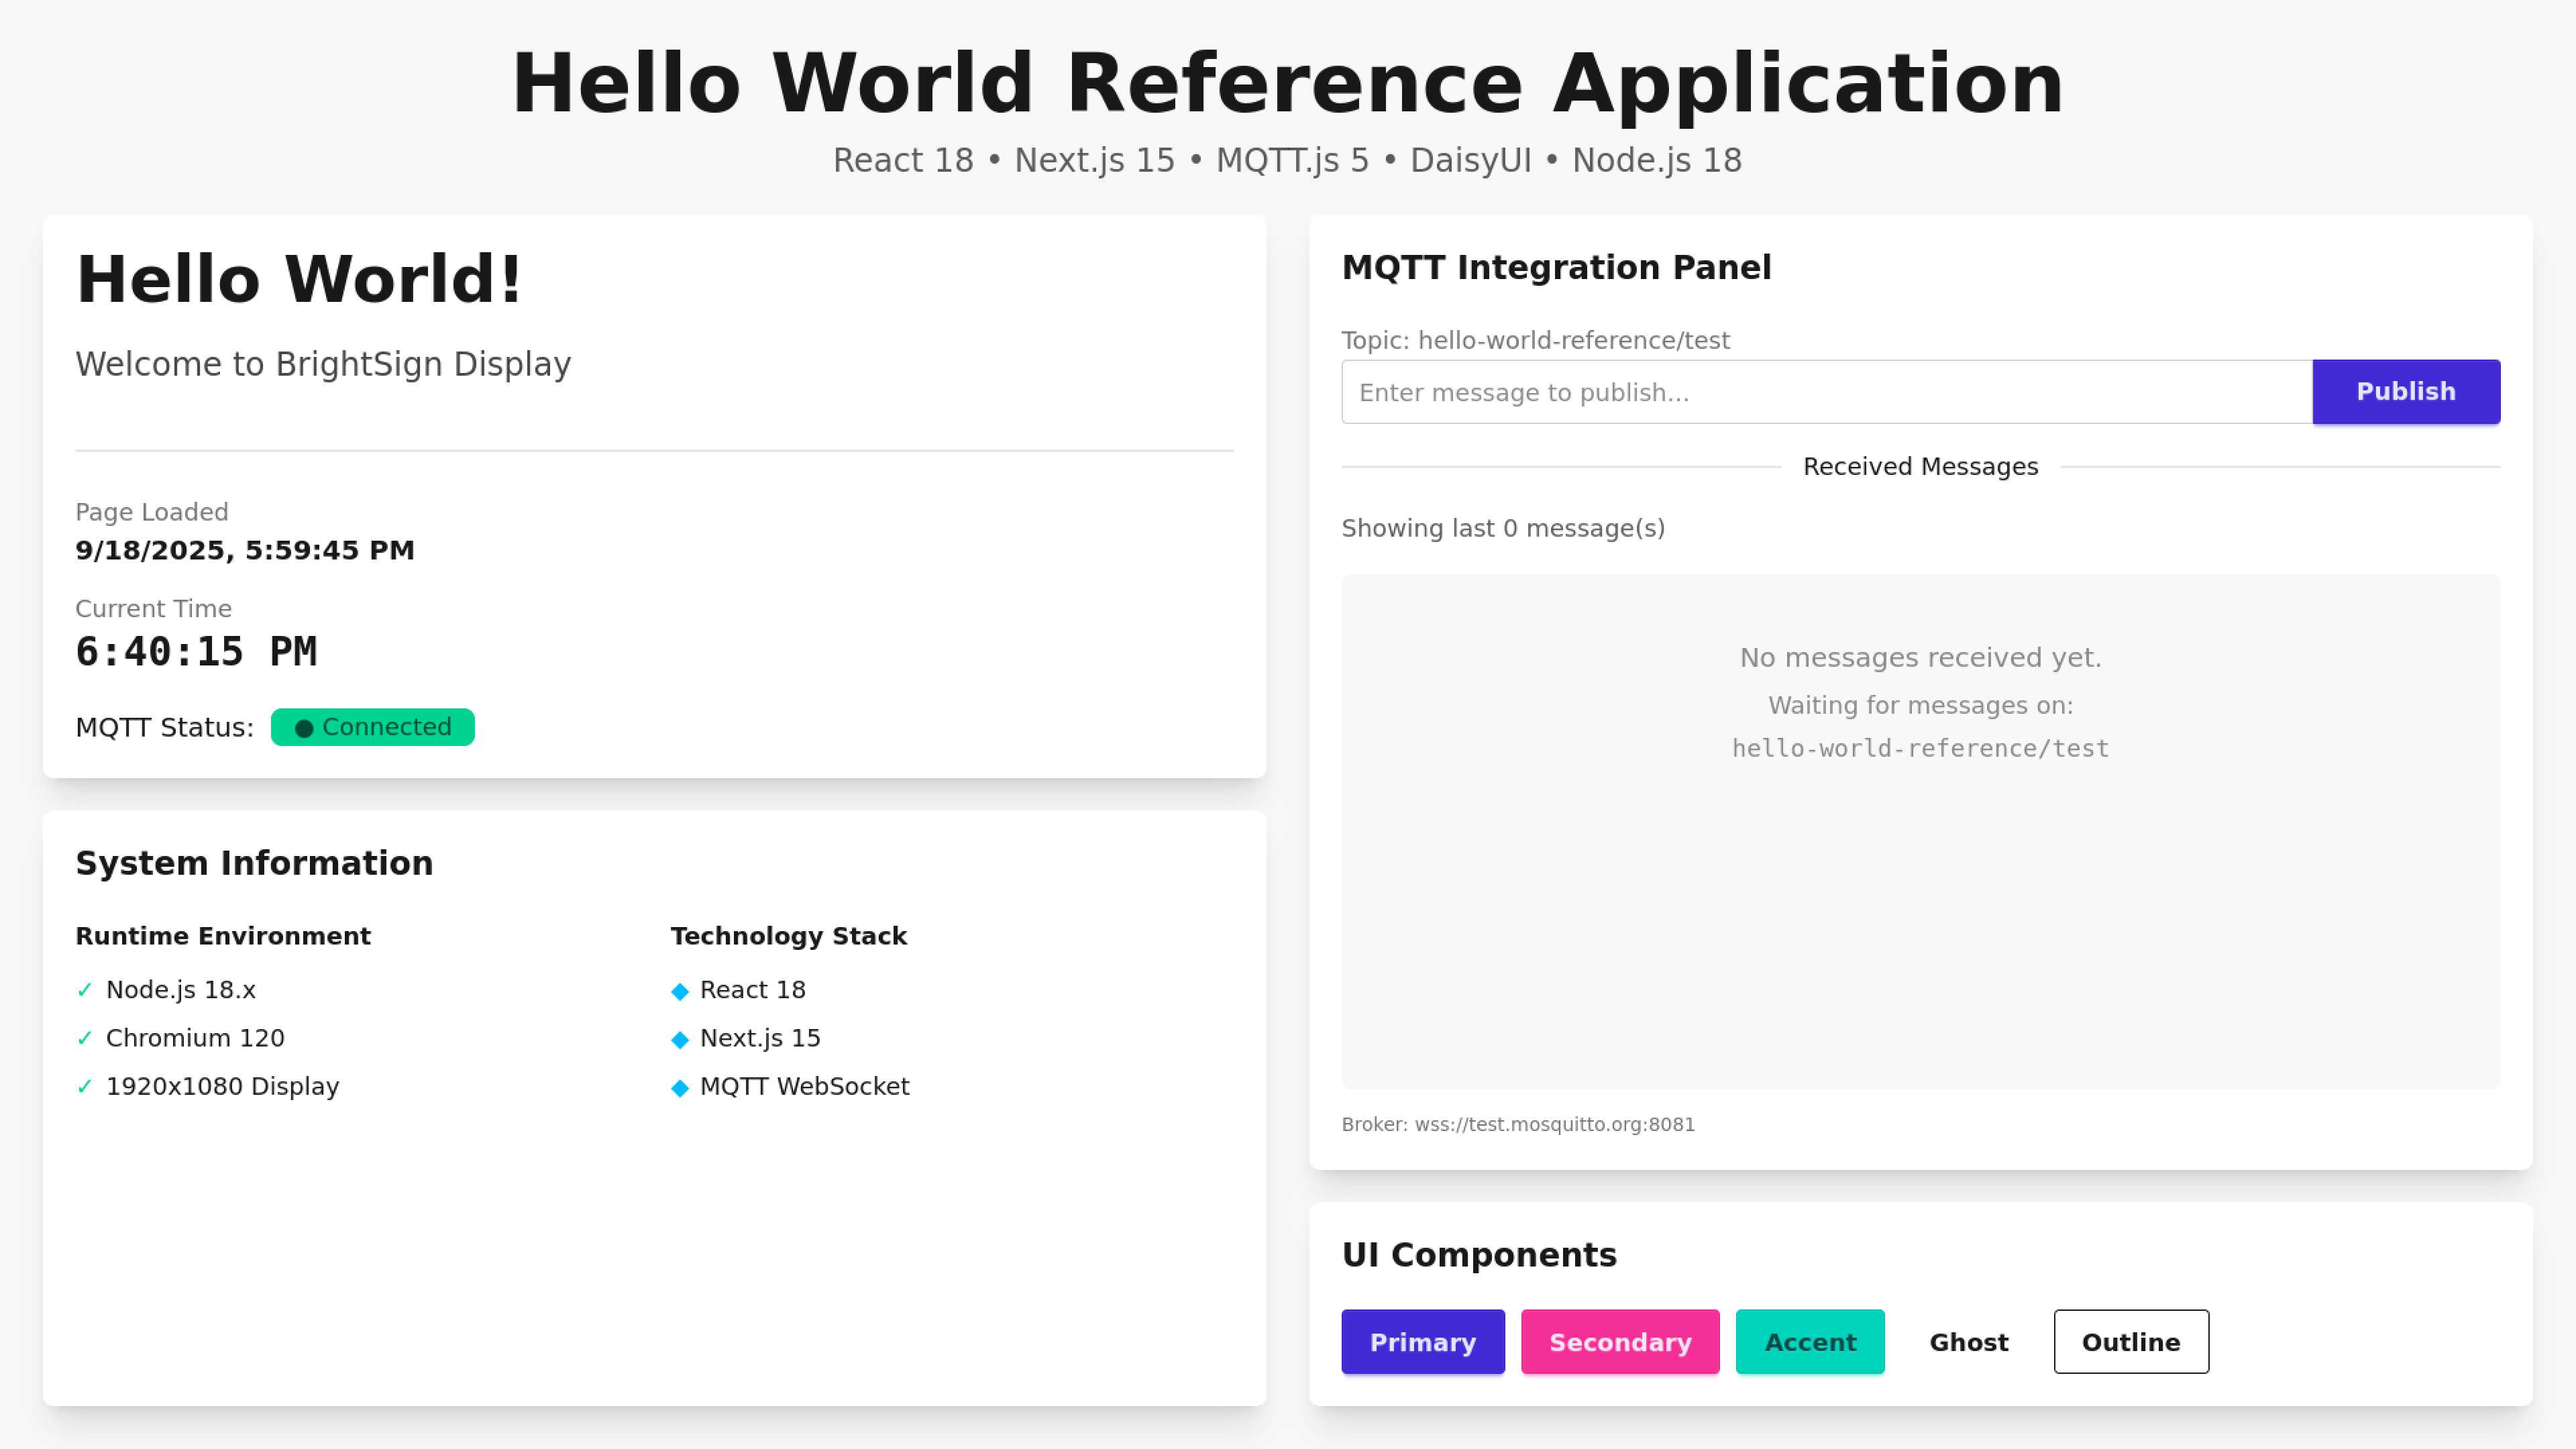 Hello World Reference Application
React 18 • Next.js 15 • MQTT.js 5 • DaisyUI • Node.js 18
Hello World!
Welcome to BrightSign Display
Page Loaded
9/18/2025, 5:59:45 PM
Current Time
6:40:15 PM
MQTT Status: ● Connected
System Information
Runtime Environment
✓ Node.js 18.x
✓ Chromium 120
✓ 1920x1080 Display
Technology Stack
◆ React 18
◆ Next.js 15
◆ MQTT WebSocket
MQTT Integration Panel
Topic: hello-world-reference/test
Enter message to publish... Publish
Received Messages
Showing last 0 message(s)
No messages received yet.
Waiting for messages on:
hello-world-reference/test
Broker: wss://test.mosquitto.org:8081
UI Components
Primary Secondary Accent Ghost Outline